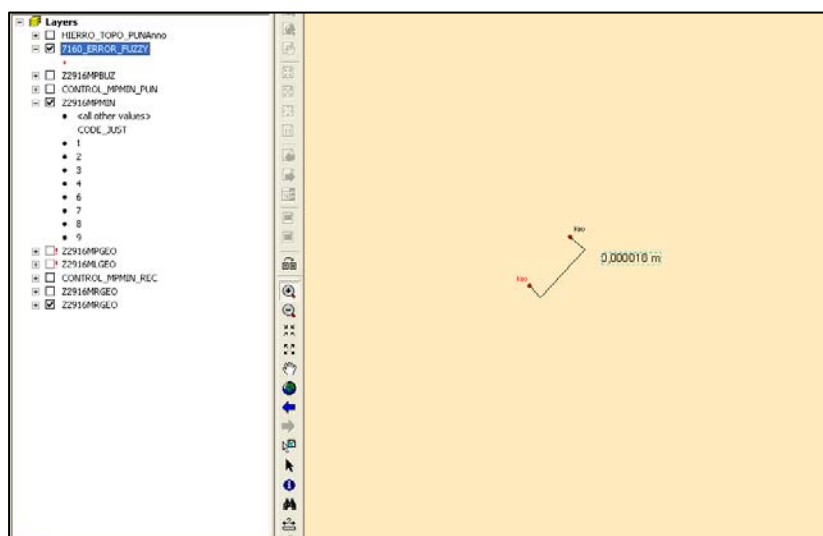 Layers
HIERRO_TOPO_PUNAnno
7160_ERROR_FUZZY
Z2916MPBUZ
CONTROL_MPMIN_PUN
Z2916MPMIN
<all other values>
CODE_JUST
1
2
3
4
6
7
8
9
Z2916MPGEO
Z2916MLGEO
CONTROL_MPMIN_REC
Z2916MRGEO
Z2916MRGEO
0,000010 m